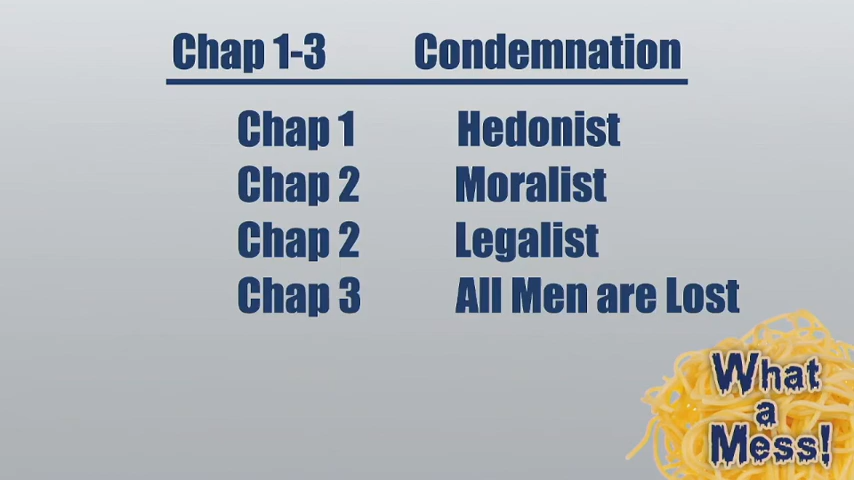 Chap 1-3 Condemnation
Chap 1 Hedonist
Chap 2 Moralist
Chap 2 Legalist
Chap 3 All Men are Lost
What
a
Mess!